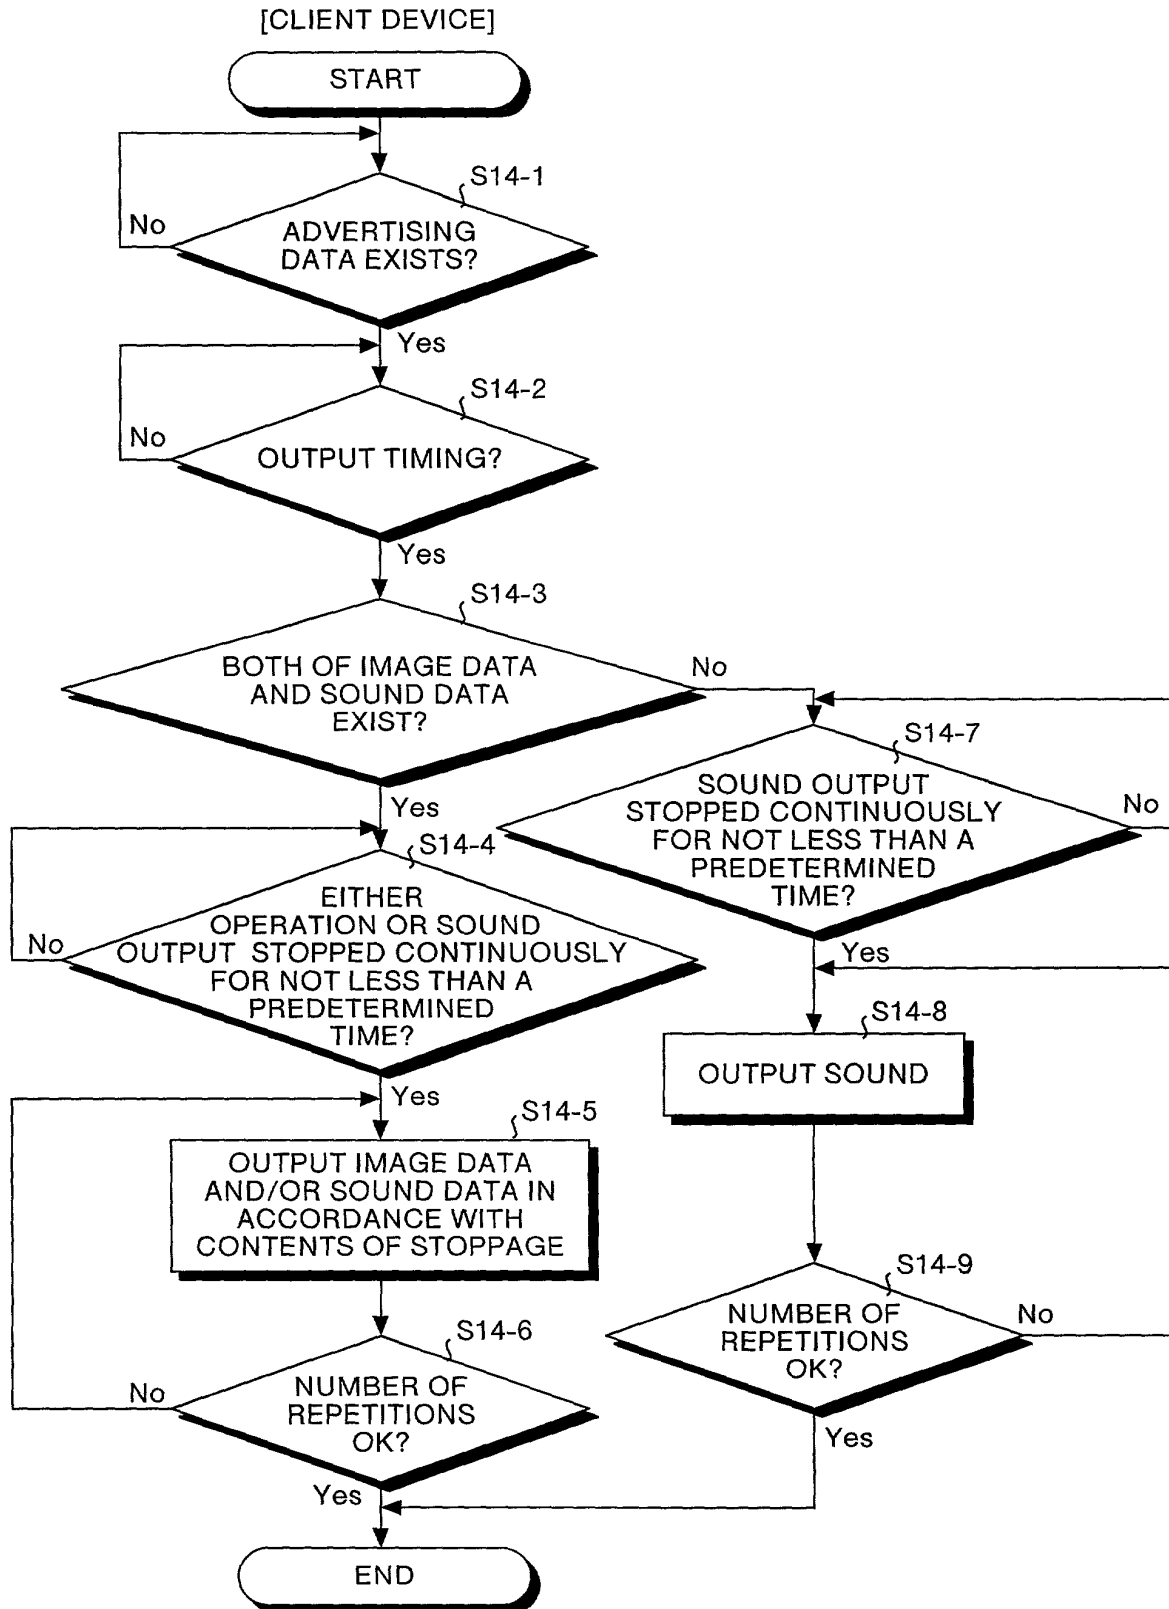 [CLIENT DEVICE]
START
S14-1
No
ADVERTISING
DATA EXISTS?
Yes
S14-2
No
OUTPUT TIMING?
Yes
S14-3
BOTH OF IMAGE DATA
AND SOUND DATA
EXIST?
No
Yes
S14-7
SOUND OUTPUT
STOPPED CONTINUOUSLY
FOR NOT LESS THAN A
PREDETERMINED
TIME?
No
Yes
S14-4
EITHER
OPERATION OR SOUND
OUTPUT STOPPED CONTINUOUSLY
FOR NOT LESS THAN A
PREDETERMINED
TIME?
No
Yes
S14-8
OUTPUT SOUND
S14-5
OUTPUT IMAGE DATA
AND/OR SOUND DATA IN
ACCORDANCE WITH
CONTENTS OF STOPPAGE
S14-9
NUMBER OF
REPETITIONS
OK?
No
Yes
S14-6
No
NUMBER OF
REPETITIONS
OK?
Yes
END